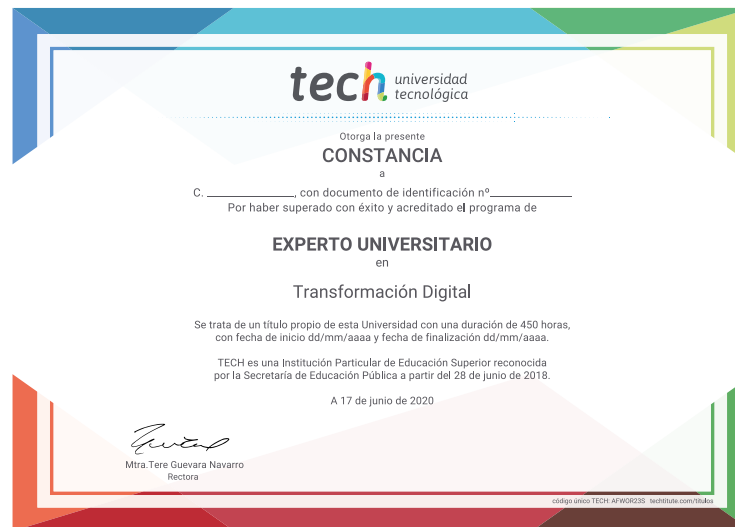 tech universidad
tecnológica
Otorga la presente
CONSTANCIA
a
C. ________________, con documento de identificación nº_______________
Por haber superado con éxito y acreditado el programa de
EXPERTO UNIVERSITARIO
en
Transformación Digital
Se trata de un título propio de esta Universidad con una duración de 450 horas,
con fecha de inicio dd/mm/aaaa y fecha de finalización dd/mm/aaaa.
TECH es una Institución Particular de Educación Superior reconocida
por la Secretaría de Educación Pública a partir del 28 de junio de 2018.
A 17 de junio de 2020
Mtra.Tere Guevara Navarro
Rectora
código único TECH: AFWOR23S techtitute.com/titulos